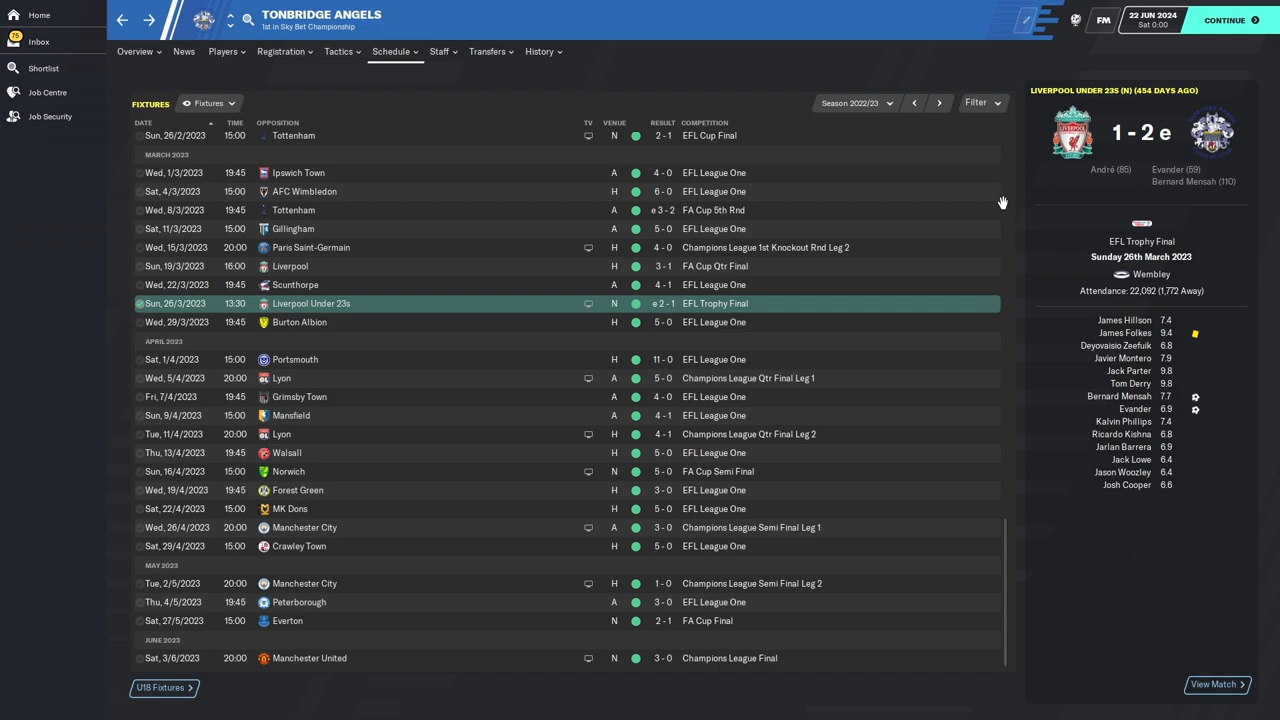 Home
75
Inbox
Shortlist
Job Centre
Job Security
TONBRIDGE ANGELS
1st in Sky Bet Championship
FM
22 JUN 2024
Sat 0:00
CONTINUE
Overview News Players Registration Tactics Schedule Staff Transfers History
FIXTURES Fixtures Season 2022/23 Filter
DATE TIME OPPOSITION TV VENUE RESULT COMPETITION
Sun, 26/2/2023 15:00 Tottenham N 2 - 1 EFL Cup Final
MARCH 2023
Wed, 1/3/2023 19:45 Ipswich Town A 4 - 0 EFL League One
Sat, 4/3/2023 15:00 AFC Wimbledon H 6 - 0 EFL League One
Wed, 8/3/2023 19:45 Tottenham A e 3 - 2 FA Cup 5th Rnd
Sat, 11/3/2023 15:00 Gillingham A 5 - 0 EFL League One
Wed, 15/3/2023 20:00 Paris Saint-Germain H 4 - 0 Champions League 1st Knockout Rnd Leg 2
Sun, 19/3/2023 16:00 Liverpool H 3 - 1 FA Cup Qtr Final
Wed, 22/3/2023 19:45 Scunthorpe A 4 - 1 EFL League One
Sun, 26/3/2023 13:30 Liverpool Under 23s N e 2 - 1 EFL Trophy Final
Wed, 29/3/2023 19:45 Burton Albion H 5 - 0 EFL League One
APRIL 2023
Sat, 1/4/2023 15:00 Portsmouth H 11 - 0 EFL League One
Wed, 5/4/2023 20:00 Lyon A 5 - 0 Champions League Qtr Final Leg 1
Fri, 7/4/2023 19:45 Grimsby Town A 4 - 0 EFL League One
Sun, 9/4/2023 15:00 Mansfield A 4 - 1 EFL League One
Tue, 11/4/2023 20:00 Lyon H 4 - 1 Champions League Qtr Final Leg 2
Thu, 13/4/2023 19:45 Walsall H 5 - 0 EFL League One
Sun, 16/4/2023 15:00 Norwich N 5 - 0 FA Cup Semi Final
Wed, 19/4/2023 19:45 Forest Green H 3 - 0 EFL League One
Sat, 22/4/2023 15:00 MK Dons H 5 - 0 EFL League One
Wed, 26/4/2023 20:00 Manchester City A 3 - 0 Champions League Semi Final Leg 1
Sat, 29/4/2023 15:00 Crawley Town H 5 - 0 EFL League One
MAY 2023
Tue, 2/5/2023 20:00 Manchester City H 1 - 0 Champions League Semi Final Leg 2
Thu, 4/5/2023 19:45 Peterborough A 3 - 0 EFL League One
Sat, 27/5/2023 15:00 Everton N 2 - 1 FA Cup Final
JUNE 2023
Sat, 3/6/2023 20:00 Manchester United N 3 - 0 Champions League Final
U18 Fixtures
LIVERPOOL UNDER 23S (N) (454 DAYS AGO)
1 - 2 e
André (85) Evander (59)
Bernard Mensah (110)
EFL Trophy Final
Sunday 26th March 2023
Wembley
Attendance: 22,092 (1,772 Away)
James Hillson 7.4
James Folkes 9.4
Deyovaisio Zeefuik 6.8
Javier Montero 7.9
Jack Parter 9.8
Tom Derry 9.8
Bernard Mensah 7.7
Evander 6.9
Kalvin Phillips 7.4
Ricardo Kishna 6.8
Jarlan Barrera 6.9
Jack Lowe 6.4
Jason Woozley 6.4
Josh Cooper 6.6
View Match